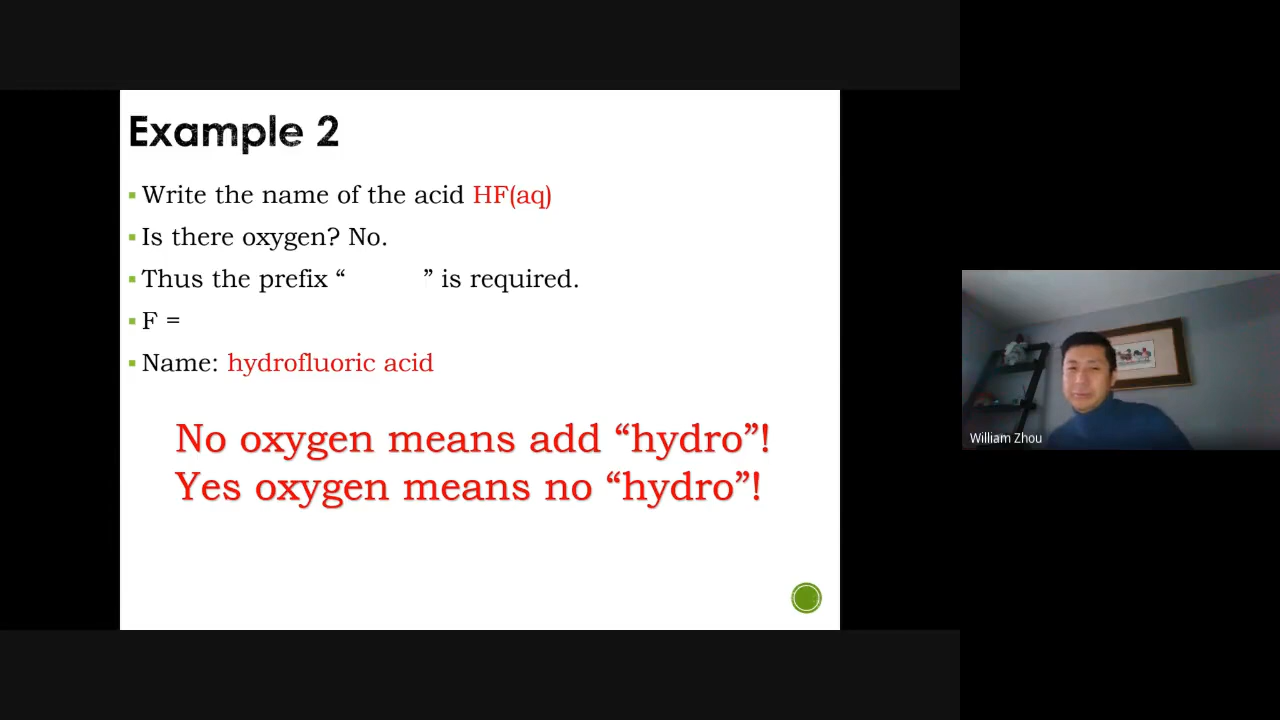 Example 2
Write the name of the acid HF(aq)
Is there oxygen? No.
Thus the prefix “ ” is required.
F =
Name: hydrofluoric acid
No oxygen means add “hydro”!
Yes oxygen means no “hydro”!
William Zhou